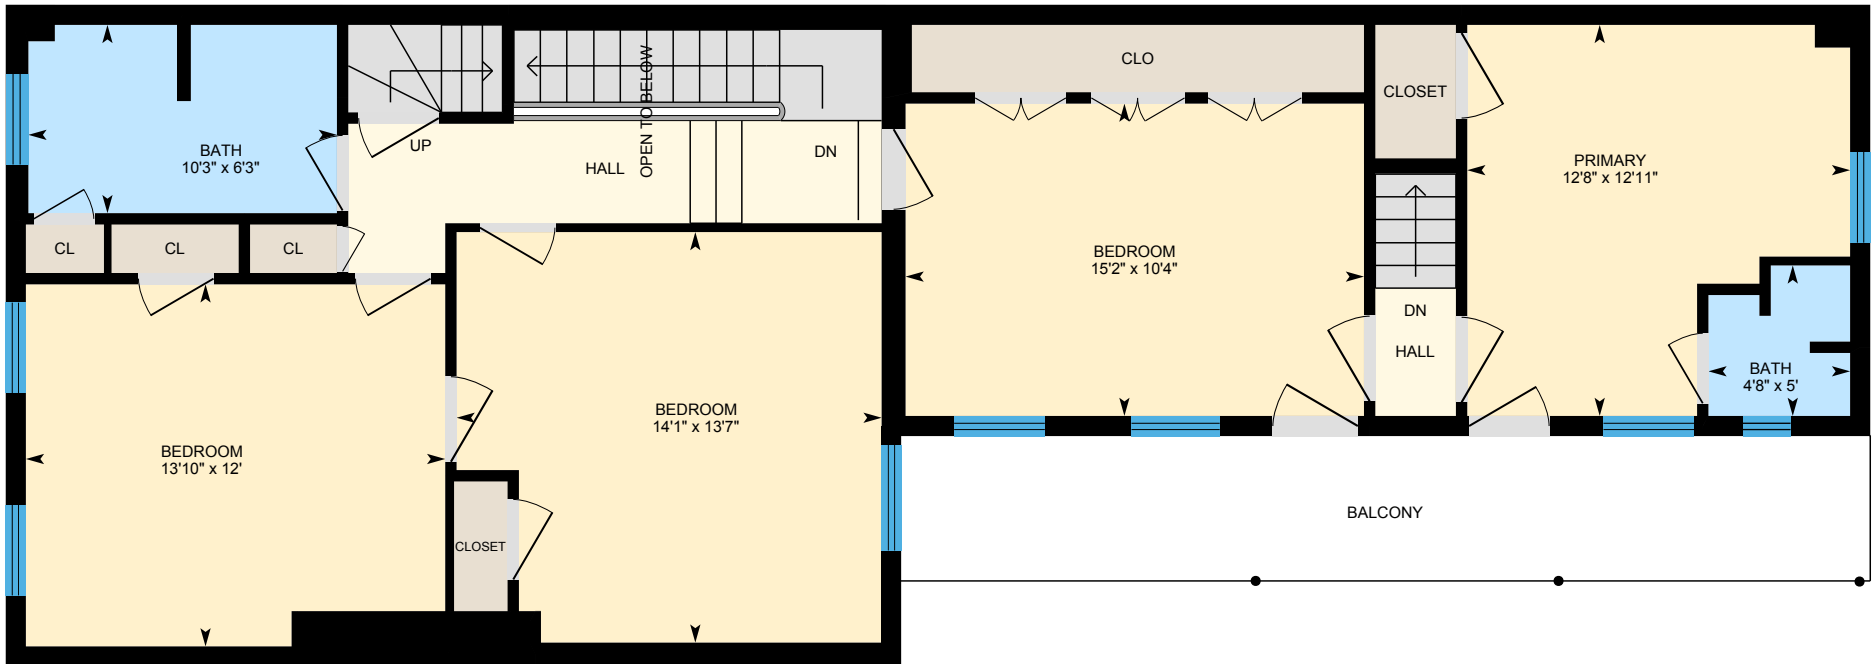 BATH
10'3" x 6'3"
UP
HALL
OPEN TO BELOW
DN
CLO
CLOSET
PRIMARY
12'8" x 12'11"
CL
CL
CL
BEDROOM
15'2" x 10'4"
DN
HALL
BATH
4'8" x 5'
BEDROOM
13'10" x 12'
BEDROOM
14'1" x 13'7"
CLOSET
BALCONY